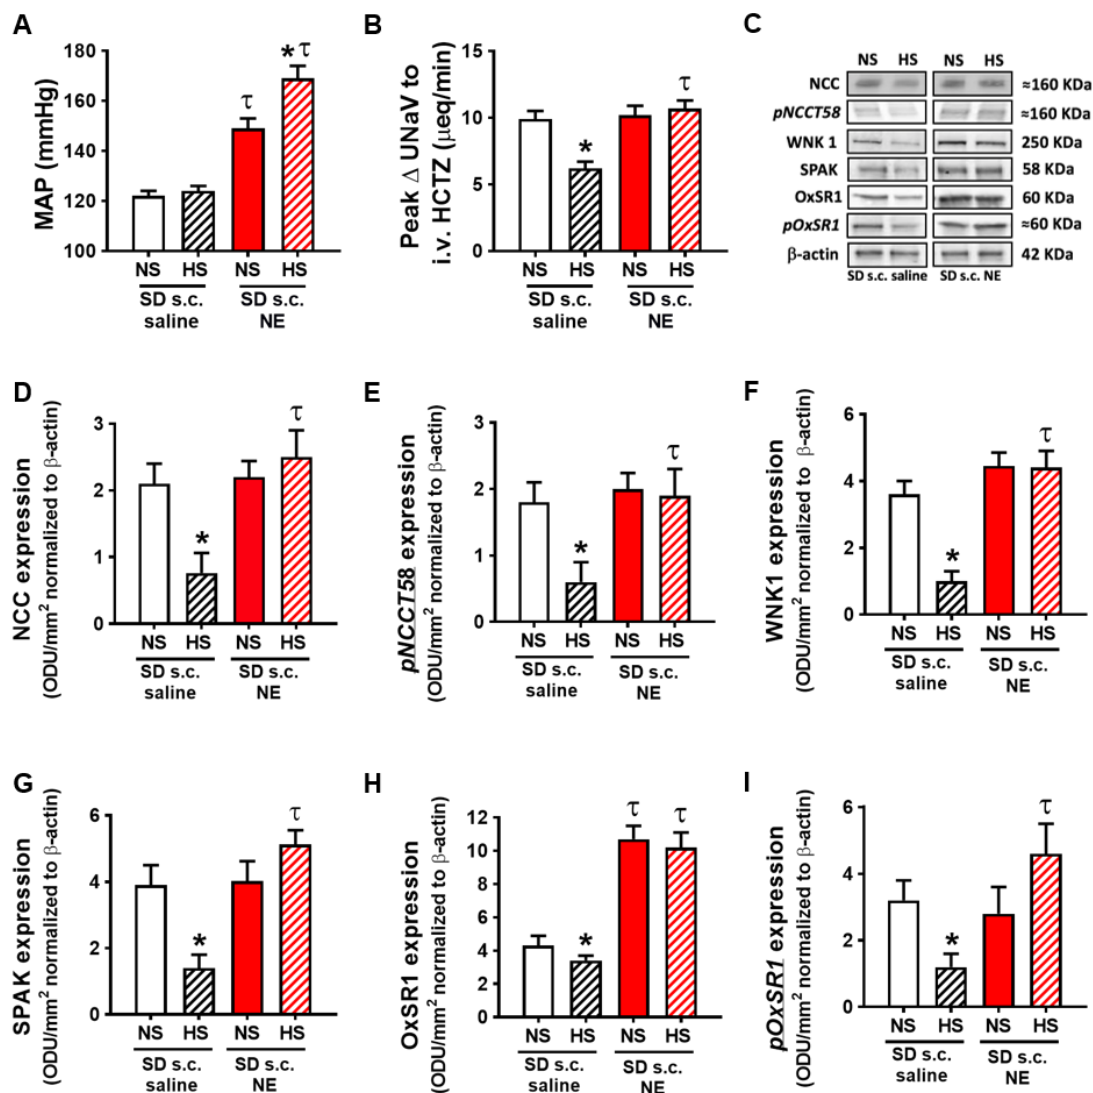 A
MAP (mmHg)
180
160
140
120
100
* τ
τ
NS HS NS HS
SD s.c. SD s.c.
saline NE
B
Peak Δ UNaV to
i.v. HCTZ (μeq/min)
15
10
5
0
*
τ
NS HS NS HS
SD s.c. SD s.c.
saline NE
C
NS HS NS HS
NCC ≈160 KDa
pNCCT58 ≈160 KDa
WNK 1 250 KDa
SPAK 58 KDa
OxSR1 60 KDa
pOxSR1 ≈60 KDa
β-actin 42 KDa
SD s.c. saline SD s.c. NE
D
NCC expression
(ODU/mm² normalized to β-actin)
3
2
1
0
*
τ
NS HS NS HS
SD s.c. SD s.c.
saline NE
E
pNCCT58 expression
(ODU/mm² normalized to β-actin)
3
2
1
0
*
τ
NS HS NS HS
SD s.c. SD s.c.
saline NE
F
WNK1 expression
(ODU/mm² normalized to β-actin)
6
4
2
0
*
τ
NS HS NS HS
SD s.c. SD s.c.
saline NE
G
SPAK expression
(ODU/mm² normalized to β-actin)
6
4
2
0
*
τ
NS HS NS HS
SD s.c. SD s.c.
saline NE
H
OxSR1 expression
(ODU/mm² normalized to β-actin)
12
10
8
6
4
2
0
*
τ τ
NS HS NS HS
SD s.c. SD s.c.
saline NE
I
pOxSR1 expression
(ODU/mm² normalized to β-actin)
6
4
2
0
*
τ
NS HS NS HS
SD s.c. SD s.c.
saline NE